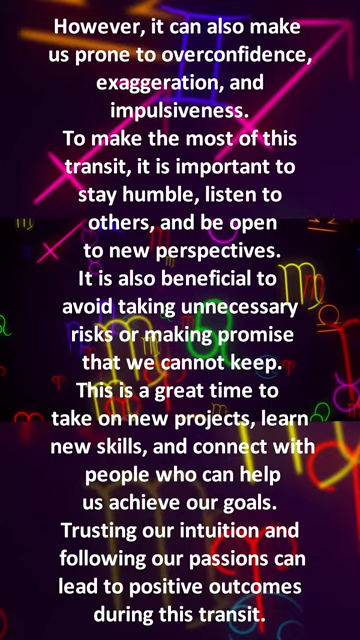 However, it can also make
us prone to overconfidence,
exaggeration, and
impulsiveness.
To make the most of this
transit, it is important to
stay humble, listen to
others, and be open
to new perspectives.
It is also beneficial to
avoid taking unnecessary
risks or making promise
that we cannot keep.
This is a great time to
take on new projects, learn
new skills, and connect with
people who can help
us achieve our goals.
Trusting our intuition and
following our passions can
lead to positive outcomes
during this transit.